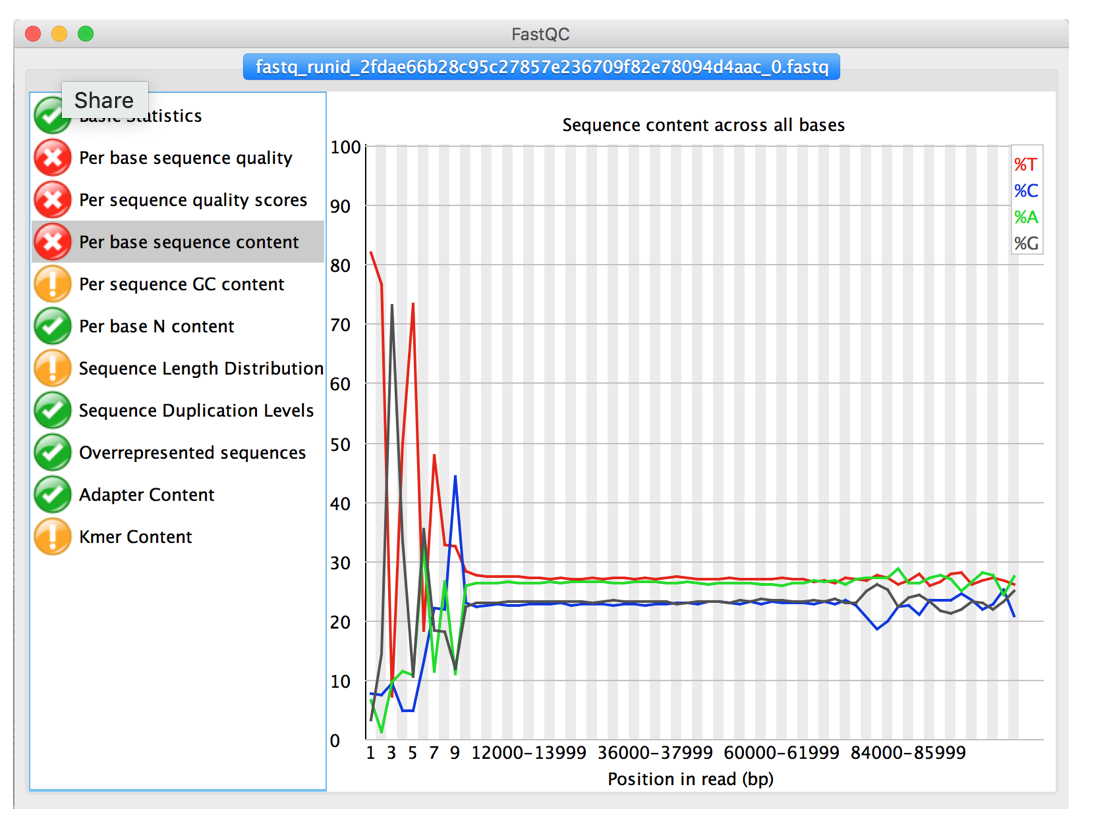 FastQC
fastq_runid_2fdae66b28c95c27857e236709f82e78094d4aac_0.fastq
Share
Basic Statistics
Per base sequence quality
Per sequence quality scores
Per base sequence content
Per sequence GC content
Per base N content
Sequence Length Distribution
Sequence Duplication Levels
Overrepresented sequences
Adapter Content
Kmer Content
Sequence content across all bases
%T
%C
%A
%G
100
90
80
70
60
50
40
30
20
10
0
1 3 5 7 9 12000-13999 36000-37999 60000-61999 84000-85999
Position in read (bp)